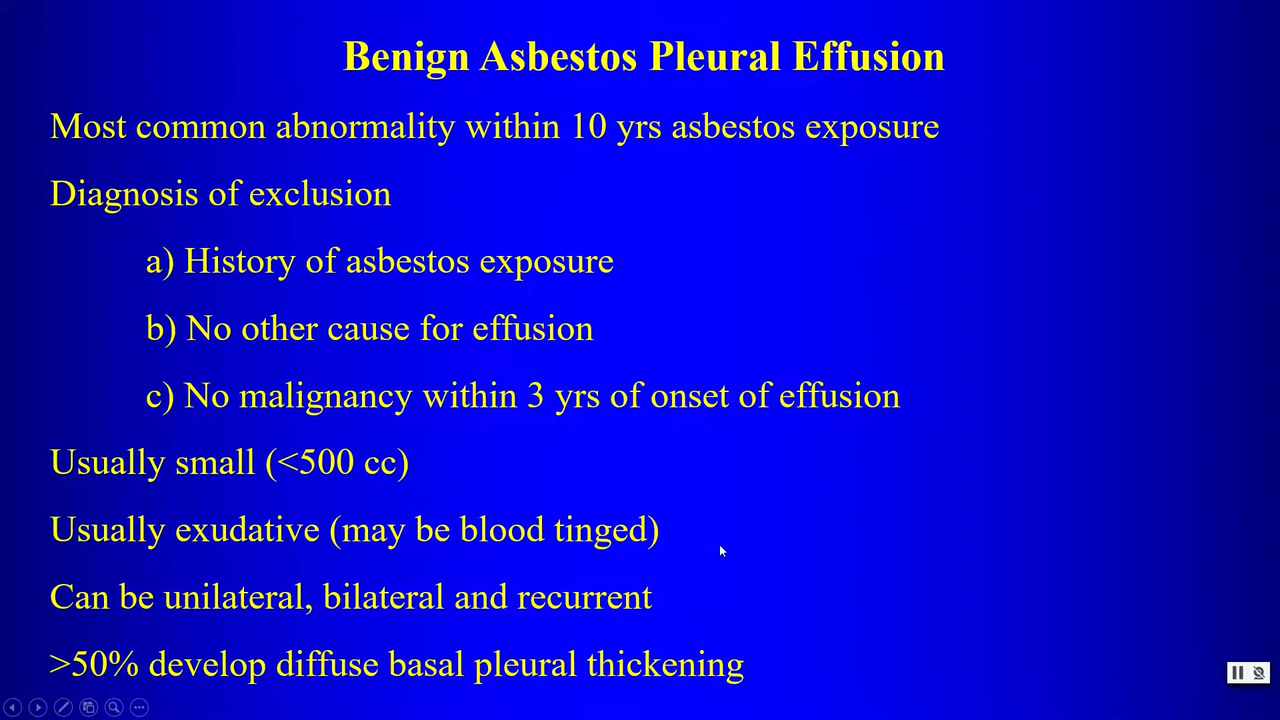 Benign Asbestos Pleural Effusion
Most common abnormality within 10 yrs asbestos exposure
Diagnosis of exclusion
a) History of asbestos exposure
b) No other cause for effusion
c) No malignancy within 3 yrs of onset of effusion
Usually small (<500 cc)
Usually exudative (may be blood tinged)
Can be unilateral, bilateral and recurrent
>50% develop diffuse basal pleural thickening